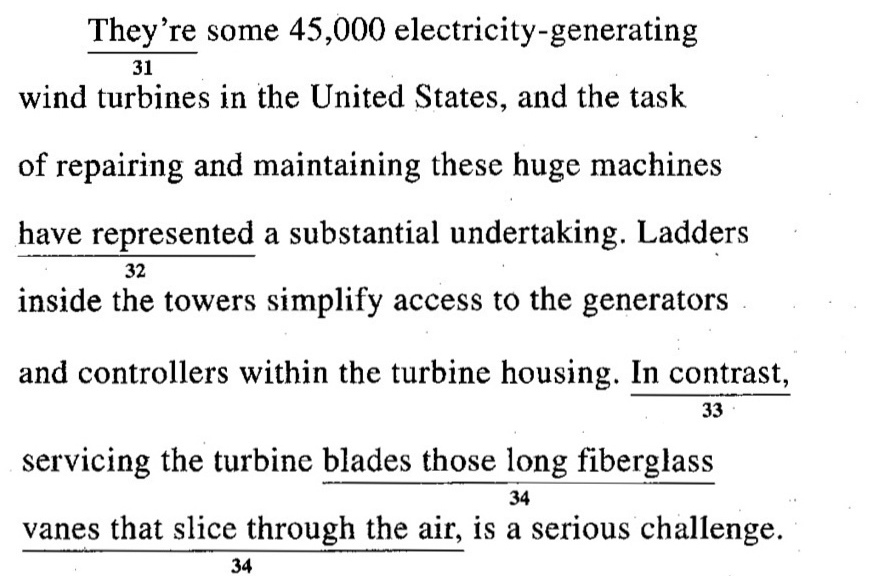 They're some 45,000 electricity-generating
31
wind turbines in the United States, and the task
of repairing and maintaining these huge machines
have represented a substantial undertaking. Ladders
32
inside the towers simplify access to the generators
and controllers within the turbine housing. In contrast,
33
servicing the turbine blades those long fiberglass
34
vanes that slice through the air, is a serious challenge.
34